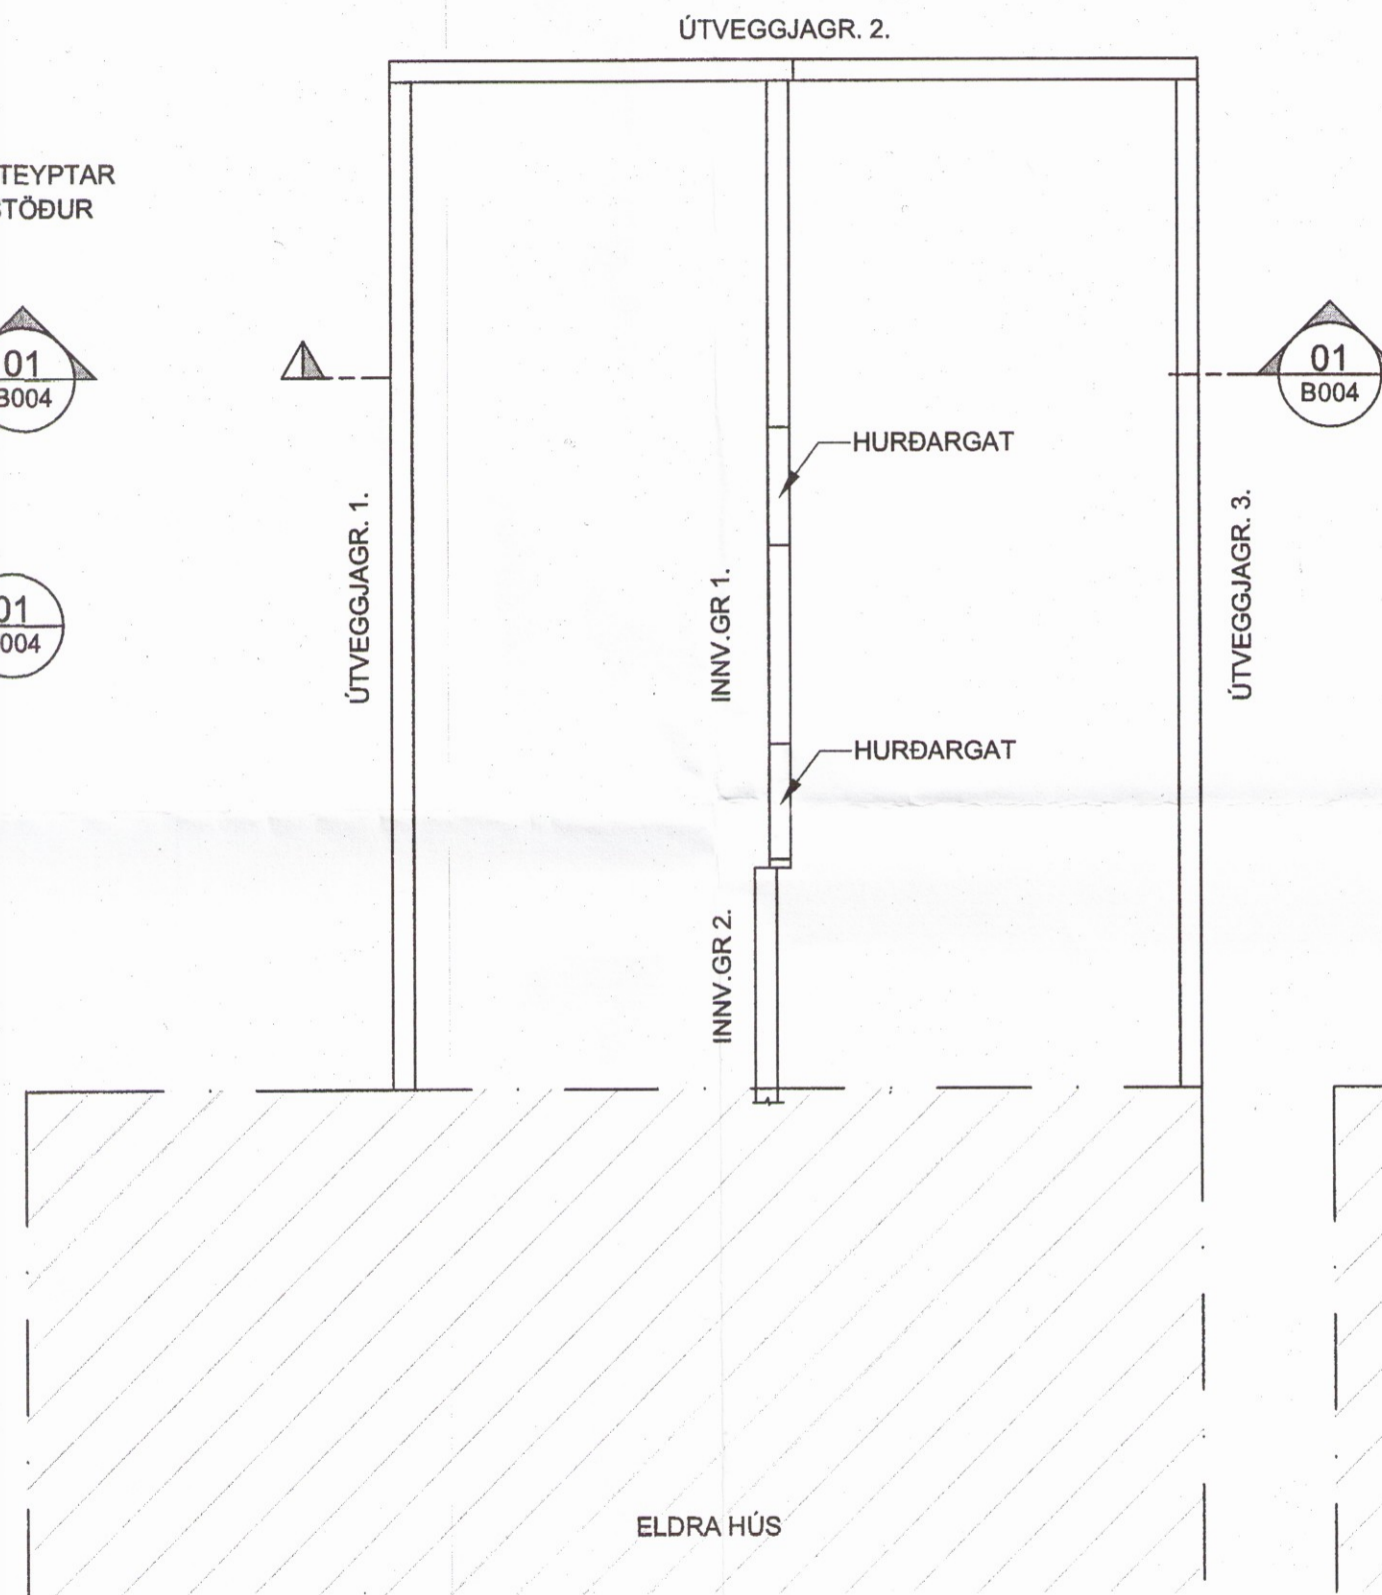 ÚTVEGGJAGR. 2.
TEYPTAR
STÖÐUR
01
B004
01
B004
HURÐARGAT
ÚTVEGGJAGR. 1.
INNV.GR 1.
ÚTVEGGJAGR. 3.
01
004
HURÐARGAT
INNV.GR 2.
ELDRA HÚS